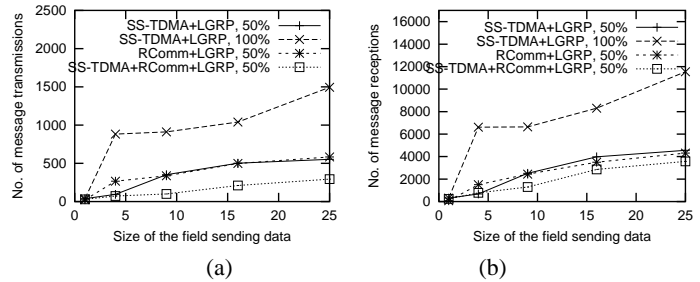 2500
2000
1500
1000
500
0
No. of message transmissions
SS-TDMA+LGRP, 50%
SS-TDMA+LGRP, 100%
RComm+LGRP, 50%
SS-TDMA+RComm+LGRP, 50%
0 5 10 15 20 25
Size of the field sending data
(a)
16000
14000
12000
10000
8000
6000
4000
2000
0
No. of message receptions
SS-TDMA+LGRP, 50%
SS-TDMA+LGRP, 100%
RComm+LGRP, 50%
SS-TDMA+RComm+LGRP, 50%
0 5 10 15 20 25
Size of the field sending data
(b)